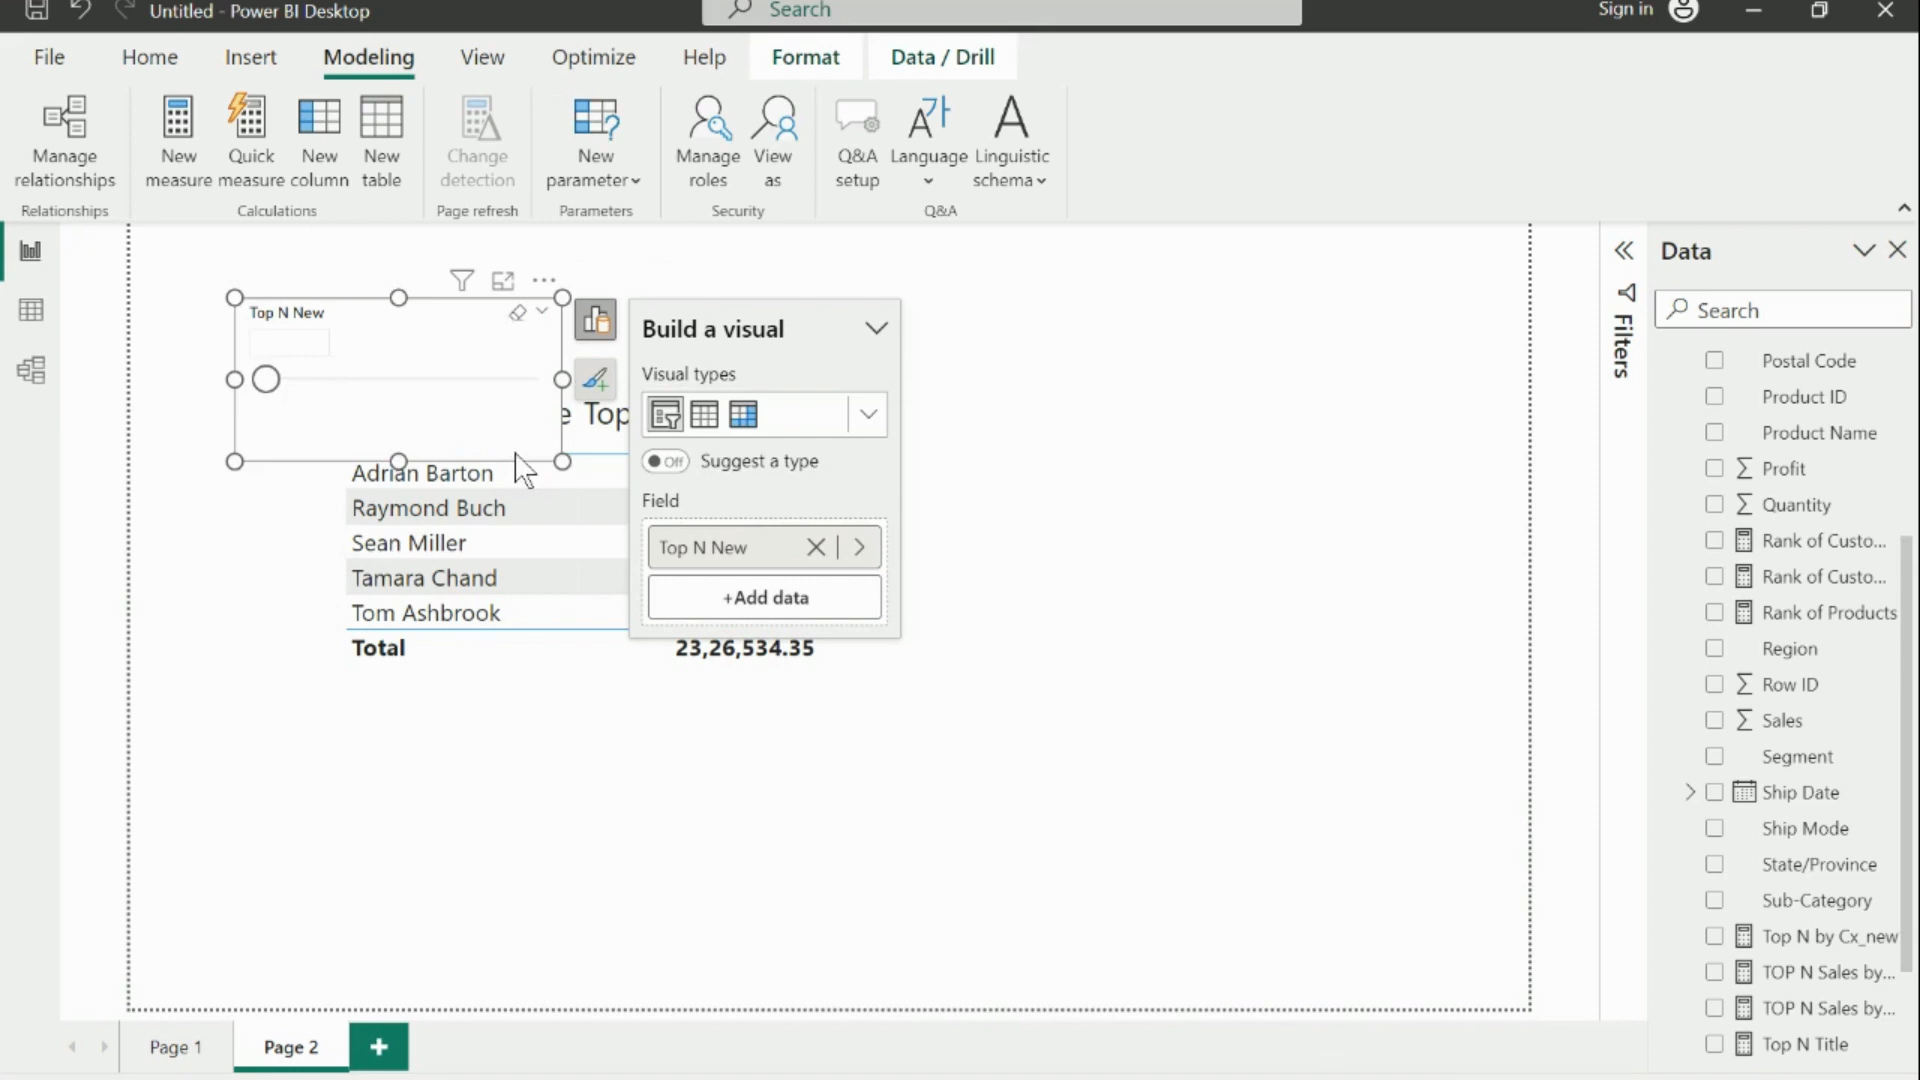 Untitled - Power BI Desktop
Search
Sign in
File
Home
Insert
Modeling
View
Optimize
Help
Format
Data / Drill
Manage relationships
New measure
Quick measure
New column
New table
Change detection
New parameter
Manage roles
View as
Q&A setup
Language
Linguistic schema
Relationships
Calculations
Page refresh
Parameters
Security
Q&A
Top N New
e Top
Adrian Barton
Raymond Buch
Sean Miller
Tamara Chand
Tom Ashbrook
Total 23,26,534.35
Build a visual
Visual types
Off Suggest a type
Field
Top N New
+Add data
Filters
Data
Search
Postal Code
Product ID
Product Name
Profit
Quantity
Rank of Custo...
Rank of Custo...
Rank of Products
Region
Row ID
Sales
Segment
Ship Date
Ship Mode
State/Province
Sub-Category
Top N by Cx_new
TOP N Sales by...
TOP N Sales by...
Top N Title
Page 1
Page 2